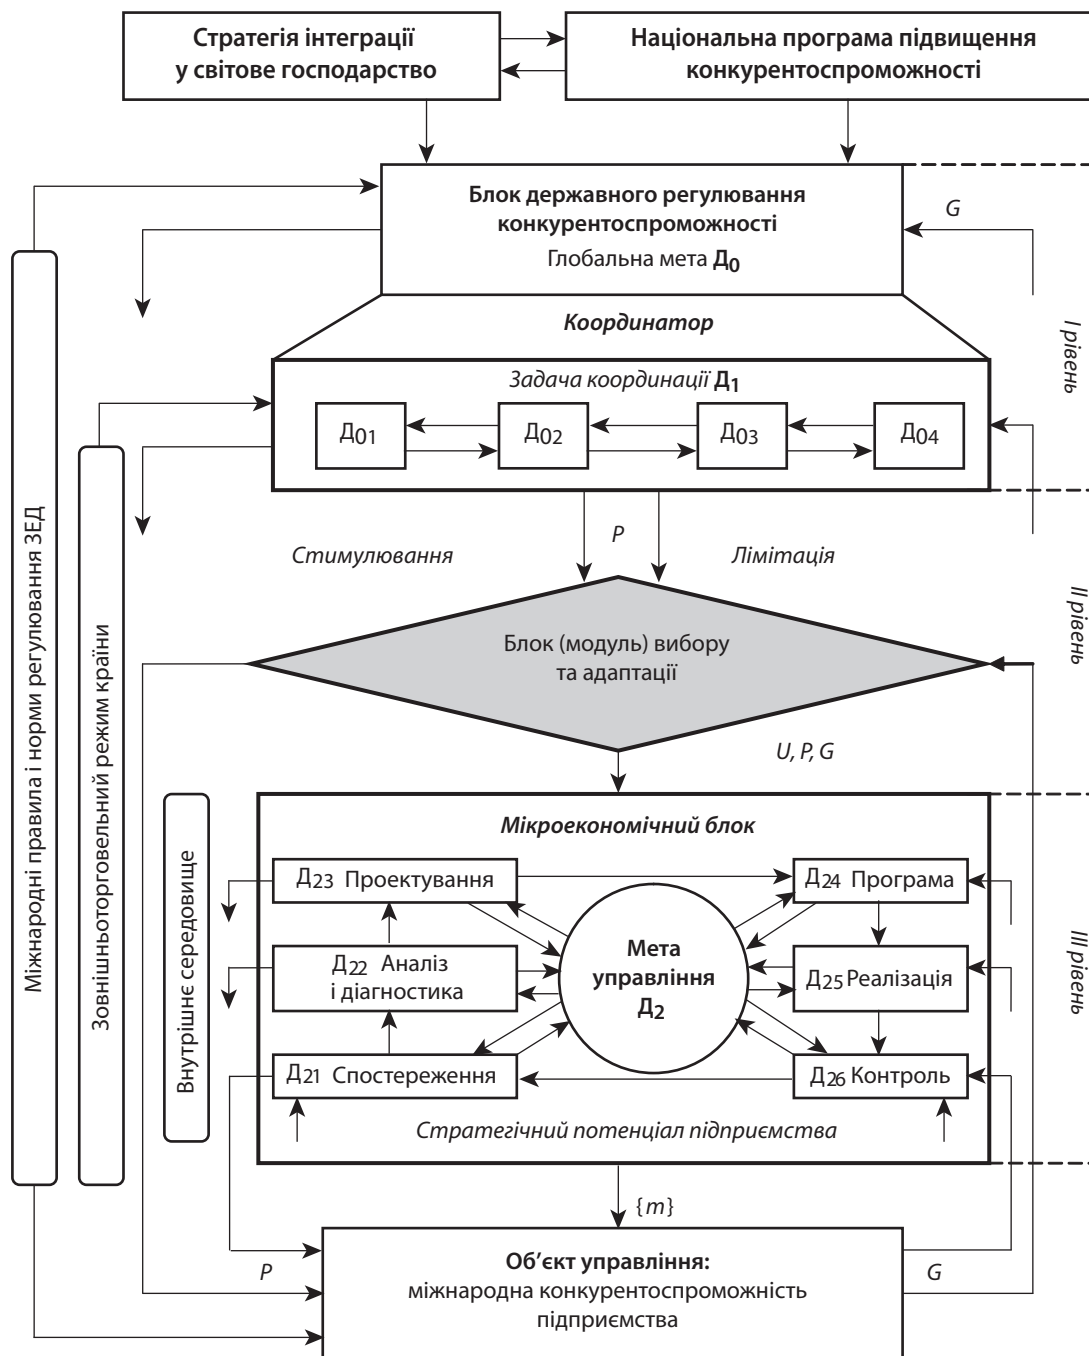 Стратегія інтеграції
у світове господарство
Національна програма підвищення
конкурентоспроможності
Блок державного регулювання
конкурентоспроможності
Глобальна мета Д0
G
Координатор
І рівень
Задача координації Д1
Д01
Д02
Д03
Д04
P
Стимулювання
Лімітація
Міжнародні правила і норми регулювання ЗЕД
Зовнішньоторговельний режим країни
ІІ рівень
Блок (модуль) вибору
та адаптації
U, P, G
Внутрішнє середовище
Мікроекономічний блок
Д23 Проектування
Д24 Програма
Мета
управління
Д2
Д22 Аналіз
і діагностика
Д25 Реалізація
ІІІ рівень
Д21 Спостереження
Д26 Контроль
Стратегічний потенціал підприємства
{m}
Об’єкт управління:
міжнародна конкурентоспроможність
підприємства
P
G